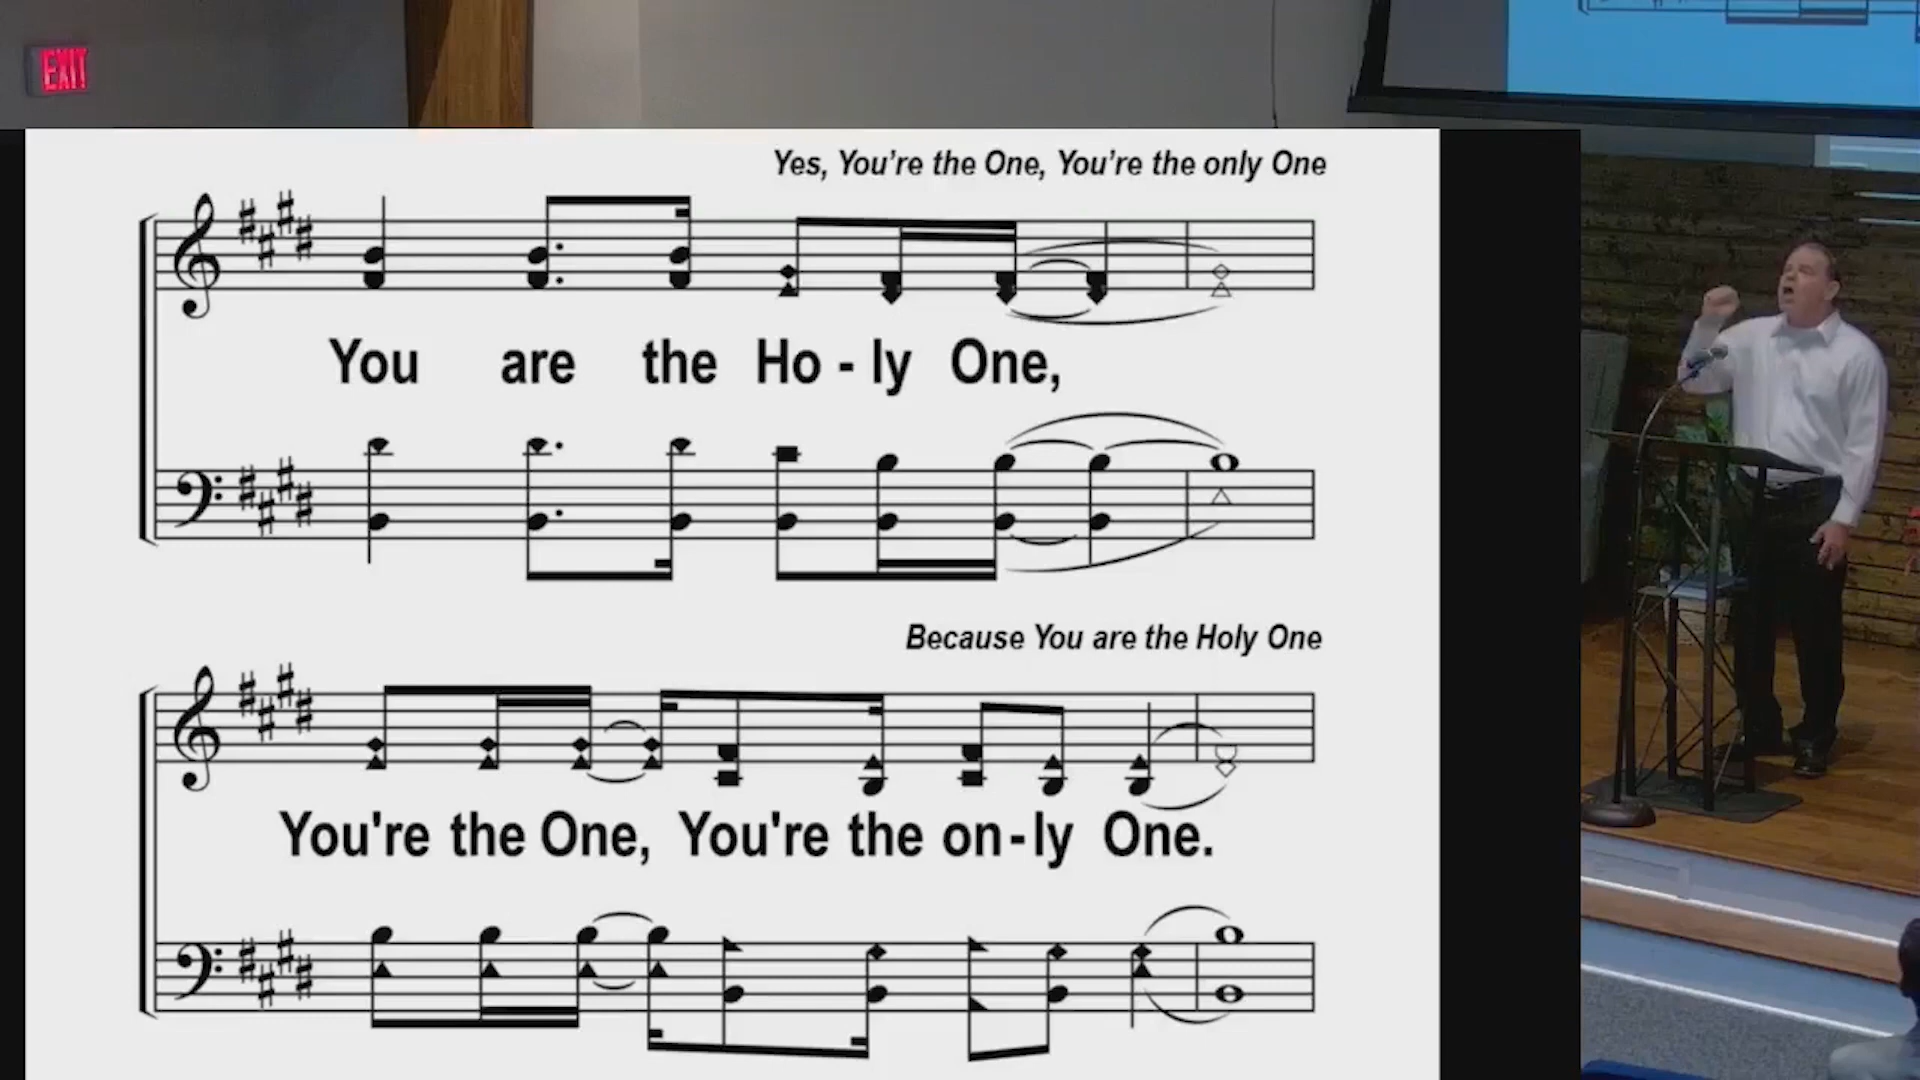 EXIT
Yes, You’re the One, You’re the only One
You are the Ho - ly One,
Because You are the Holy One
You're the One, You're the on - ly One.